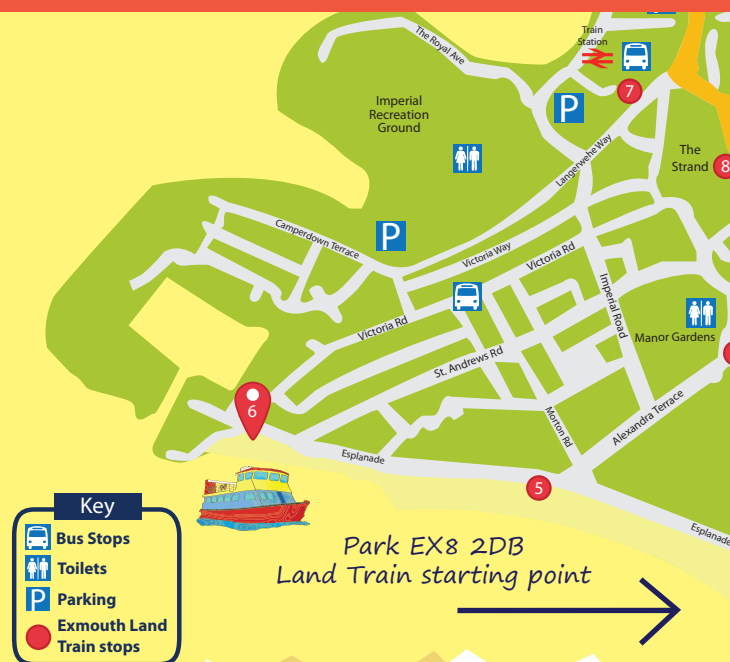 The Royal Ave
Train
Station
7
P
Imperial
Recreation
Ground
Langerwehe Way
The
Strand 8
Camperdown Terrace
P
Victoria Way
Victoria Rd
Imperial Road
Victoria Rd
Manor Gardens
St. Andrews Rd
6
Alexandra Terrace
Morton Rd
Esplanade
5
Esplanade
Park EX8 2DB
Land Train starting point
Key
Bus Stops
Toilets
P Parking
Exmouth Land
Train stops